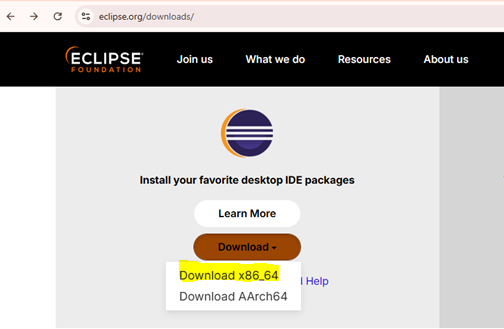 eclipse.org/downloads/
ECLIPSE
FOUNDATION
Join us
What we do
Resources
About us
Install your favorite desktop IDE packages
Learn More
Download
Download x86_64
Help
Download AArch64